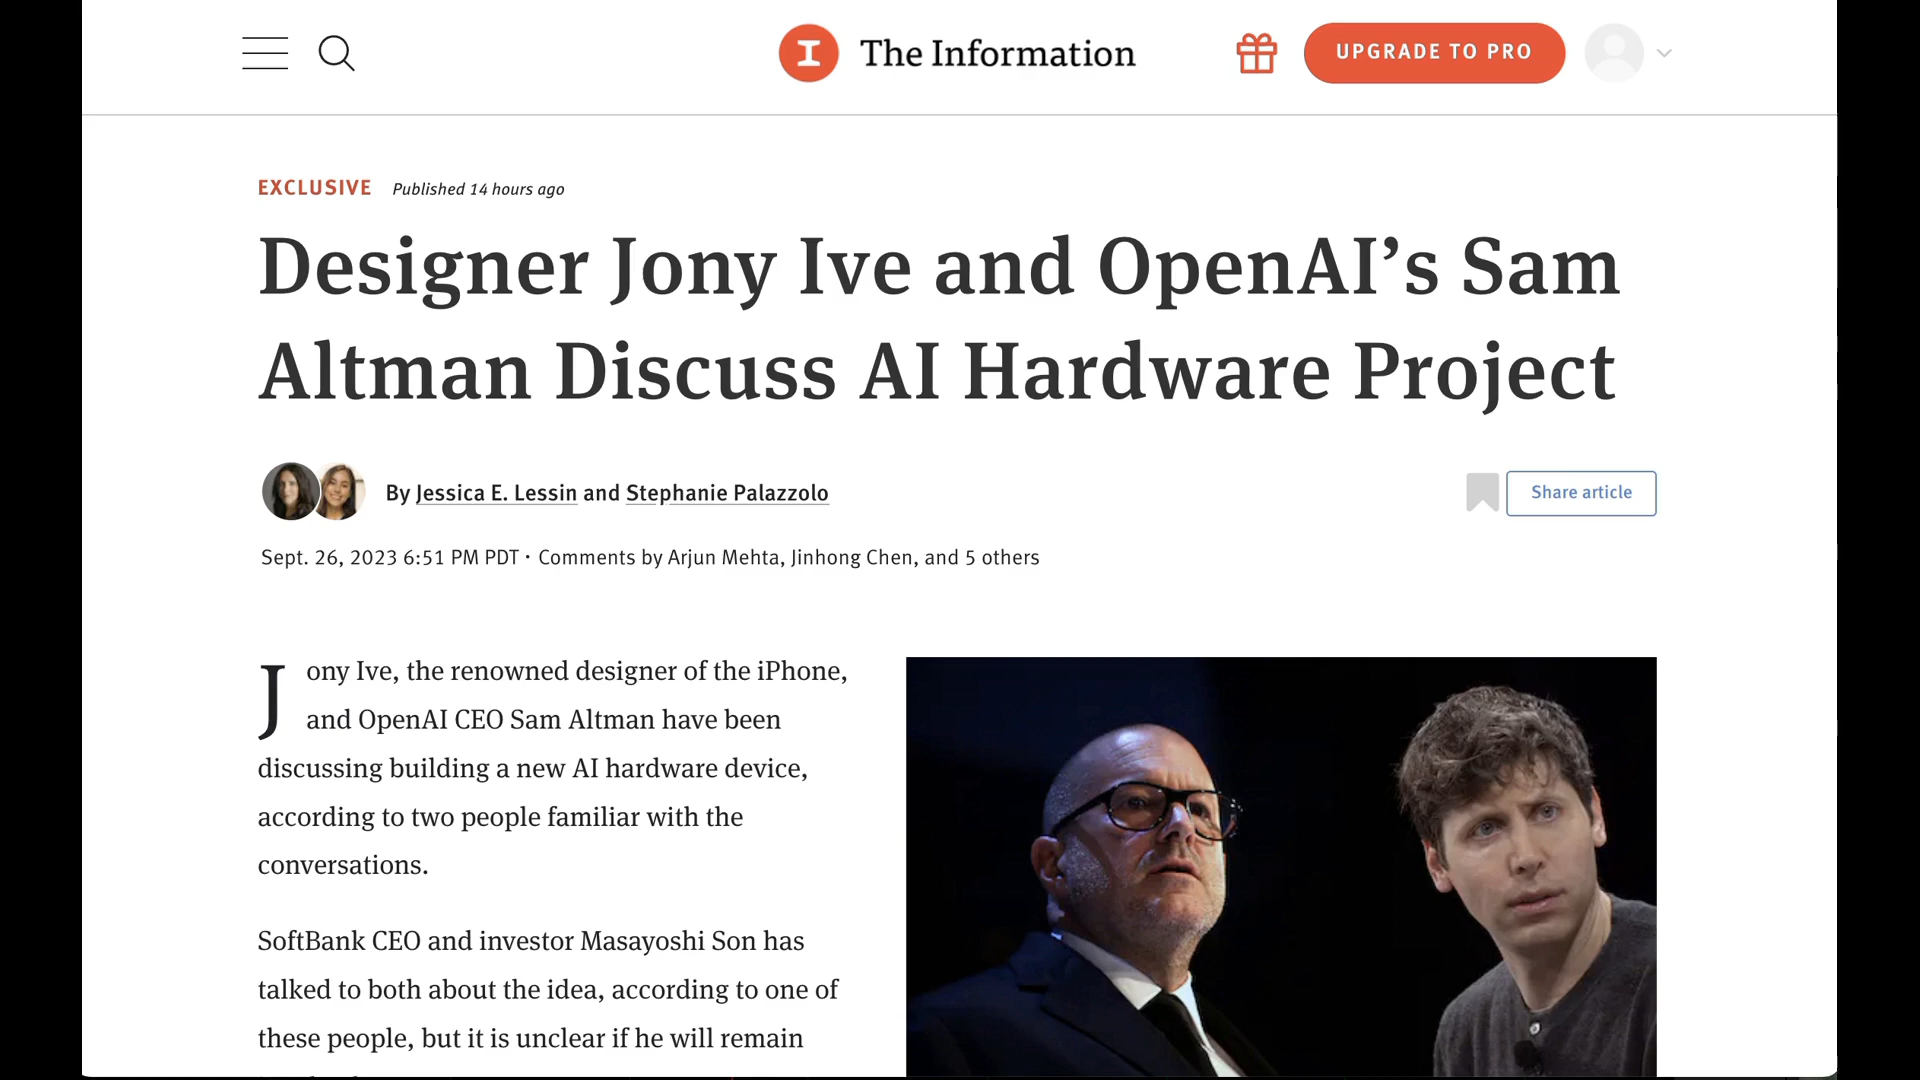 I The Information
UPGRADE TO PRO
EXCLUSIVE Published 14 hours ago
Designer Jony Ive and OpenAI’s Sam
Altman Discuss AI Hardware Project
By Jessica E. Lessin and Stephanie Palazzolo
Share article
Sept. 26, 2023 6:51 PM PDT · Comments by Arjun Mehta, Jinhong Chen, and 5 others
Jony Ive, the renowned designer of the iPhone,
and OpenAI CEO Sam Altman have been
discussing building a new AI hardware device,
according to two people familiar with the
conversations.
SoftBank CEO and investor Masayoshi Son has
talked to both about the idea, according to one of
these people, but it is unclear if he will remain